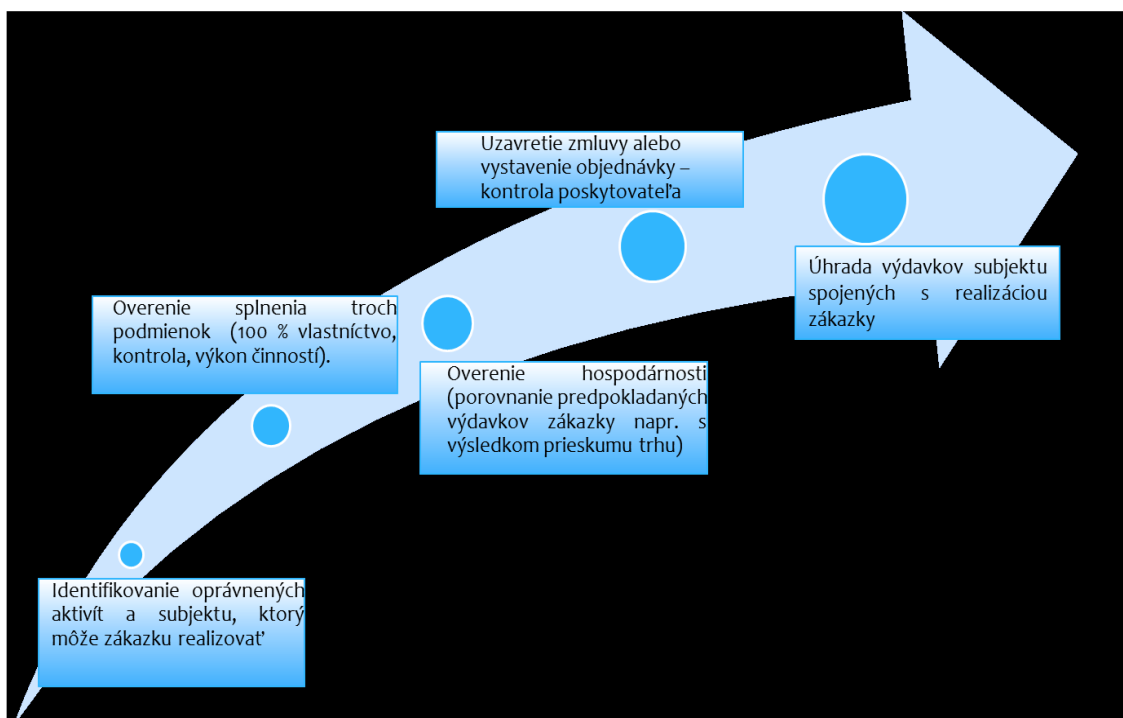 Uzavretie zmluvy alebo
vystavenie objednávky –
kontrola poskytovateľa
Úhrada výdavkov subjektu
spojených s realizáciou
zákazky
Overenie splnenia troch
podmienok (100 % vlastníctvo,
kontrola, výkon činností).
Overenie hospodárnosti
(porovnanie predpokladaných
výdavkov zákazky napr. s
výsledkom prieskumu trhu)
Identifikovanie oprávnených
aktivít a subjektu, ktorý
môže zákazku realizovať